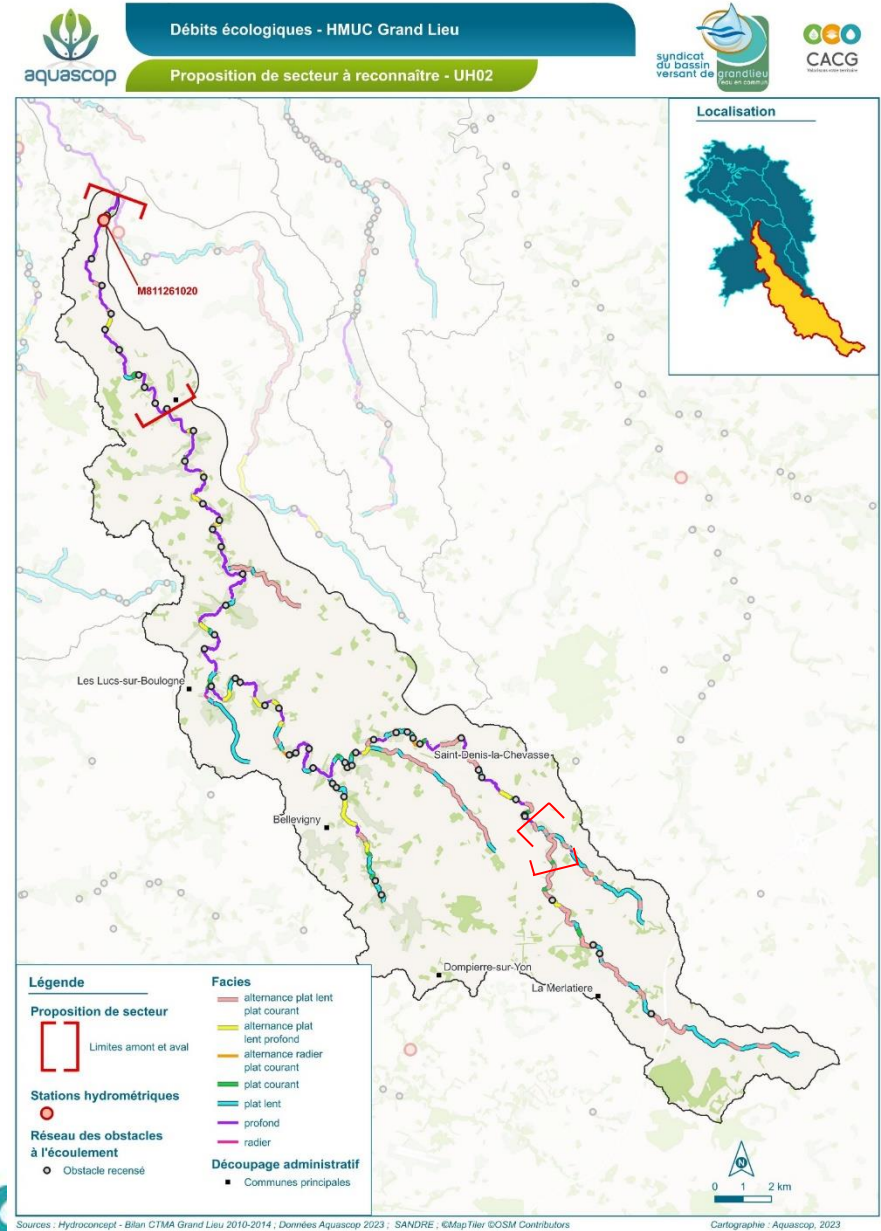 aquascop
Débits écologiques - HMUC Grand Lieu
Proposition de secteur à reconnaître - UH02
syndicat
du bassin
versant de grandlieu
l'eau en commun
CACG
Localisation
M811261020
Les Lucs-sur-Boulogne
Saint-Denis-la-Chevasse
Bellevigny
Dompierre-sur-Yon
La Merlatiere
Légende
Proposition de secteur
Limites amont et aval
Stations hydrométriques
Réseau des obstacles
à l'écoulement
Obstacle recensé
Facies
alternance plat lent
plat courant
alternance plat
lent profond
alternance radier
plat courant
plat courant
plat lent
profond
radier
Découpage administratif
Communes principales
N
0 1 2 km
Sources : Hydroconcept - Bilan CTMA Grand Lieu 2010-2014 ; Données Aquascop 2023 ; SANDRE ; ©MapTiler ©OSM Contributors
Cartographie : Aquascop, 2023